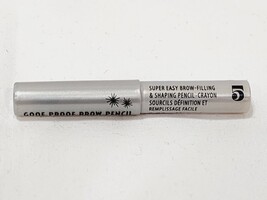 GOOF PROOF BROW PENCIL
SUPER EASY BROW-FILLING
& SHAPING PENCIL-CRAYON
SOURCILS DÉFINITION ET
REMPLISSAGE FACILE
5